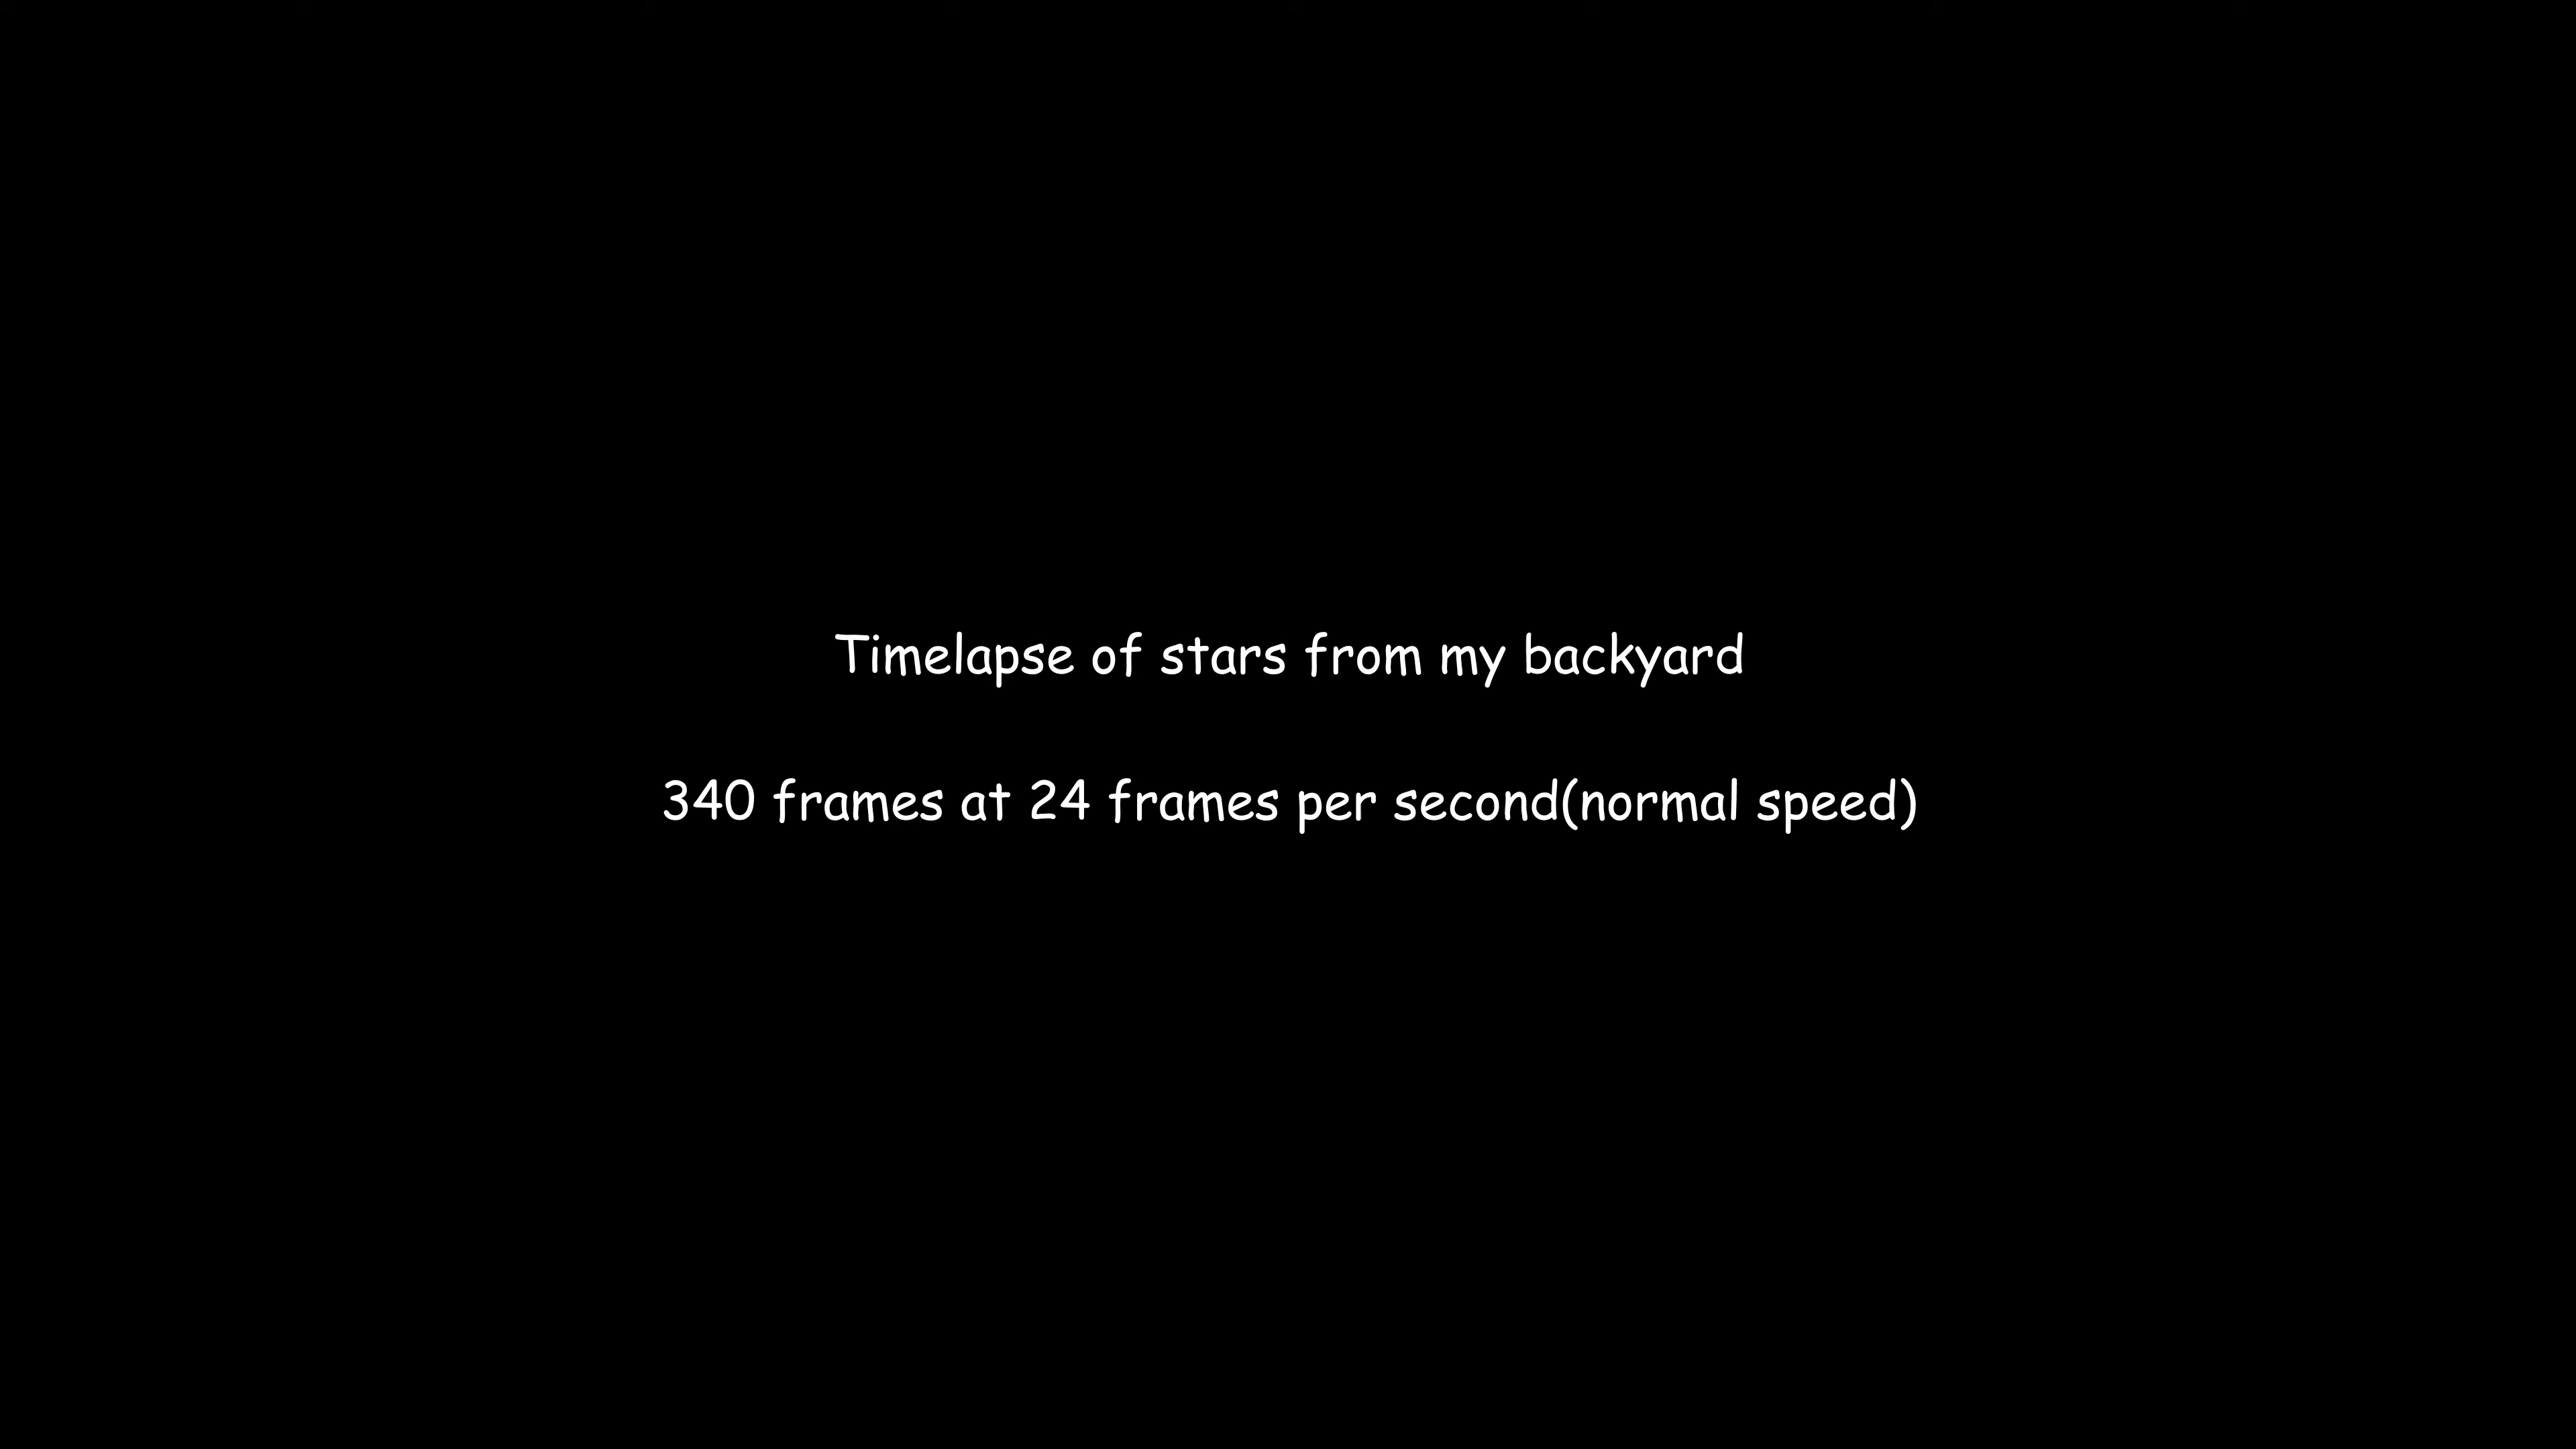 Timelapse of stars from my backyard
340 frames at 24 frames per second(normal speed)